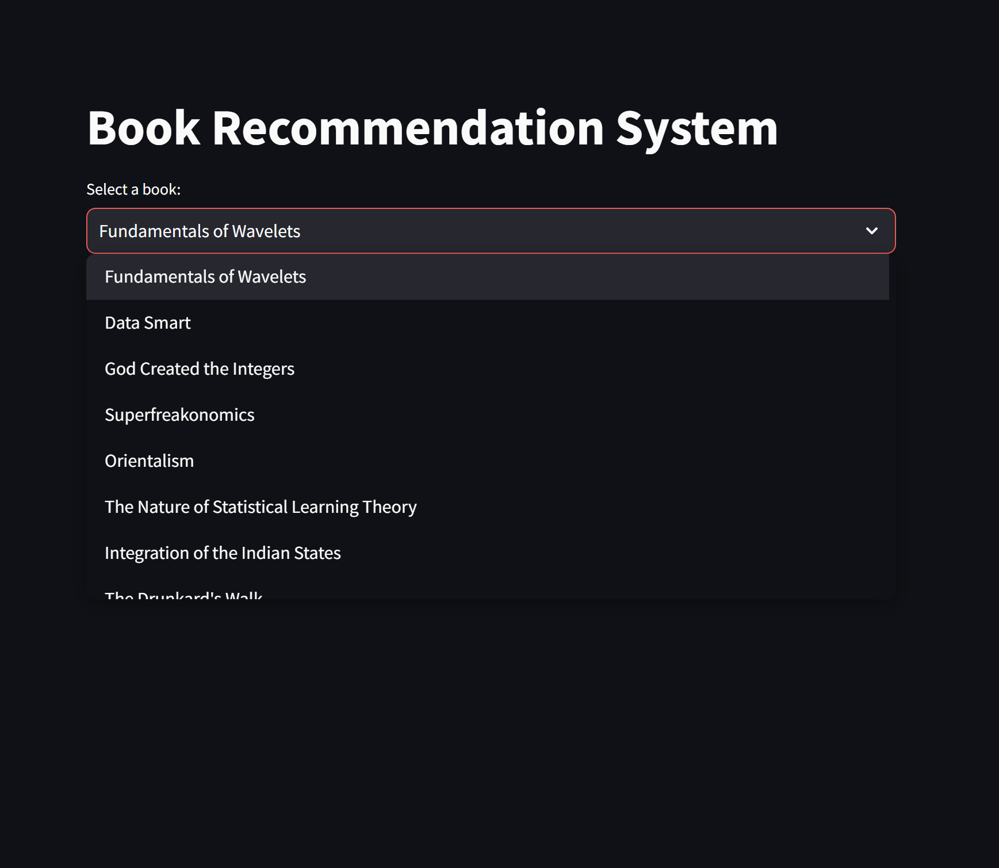 Book Recommendation System
Select a book:
Fundamentals of Wavelets
Fundamentals of Wavelets
Data Smart
God Created the Integers
Superfreakonomics
Orientalism
The Nature of Statistical Learning Theory
Integration of the Indian States
The Drunkard's Walk